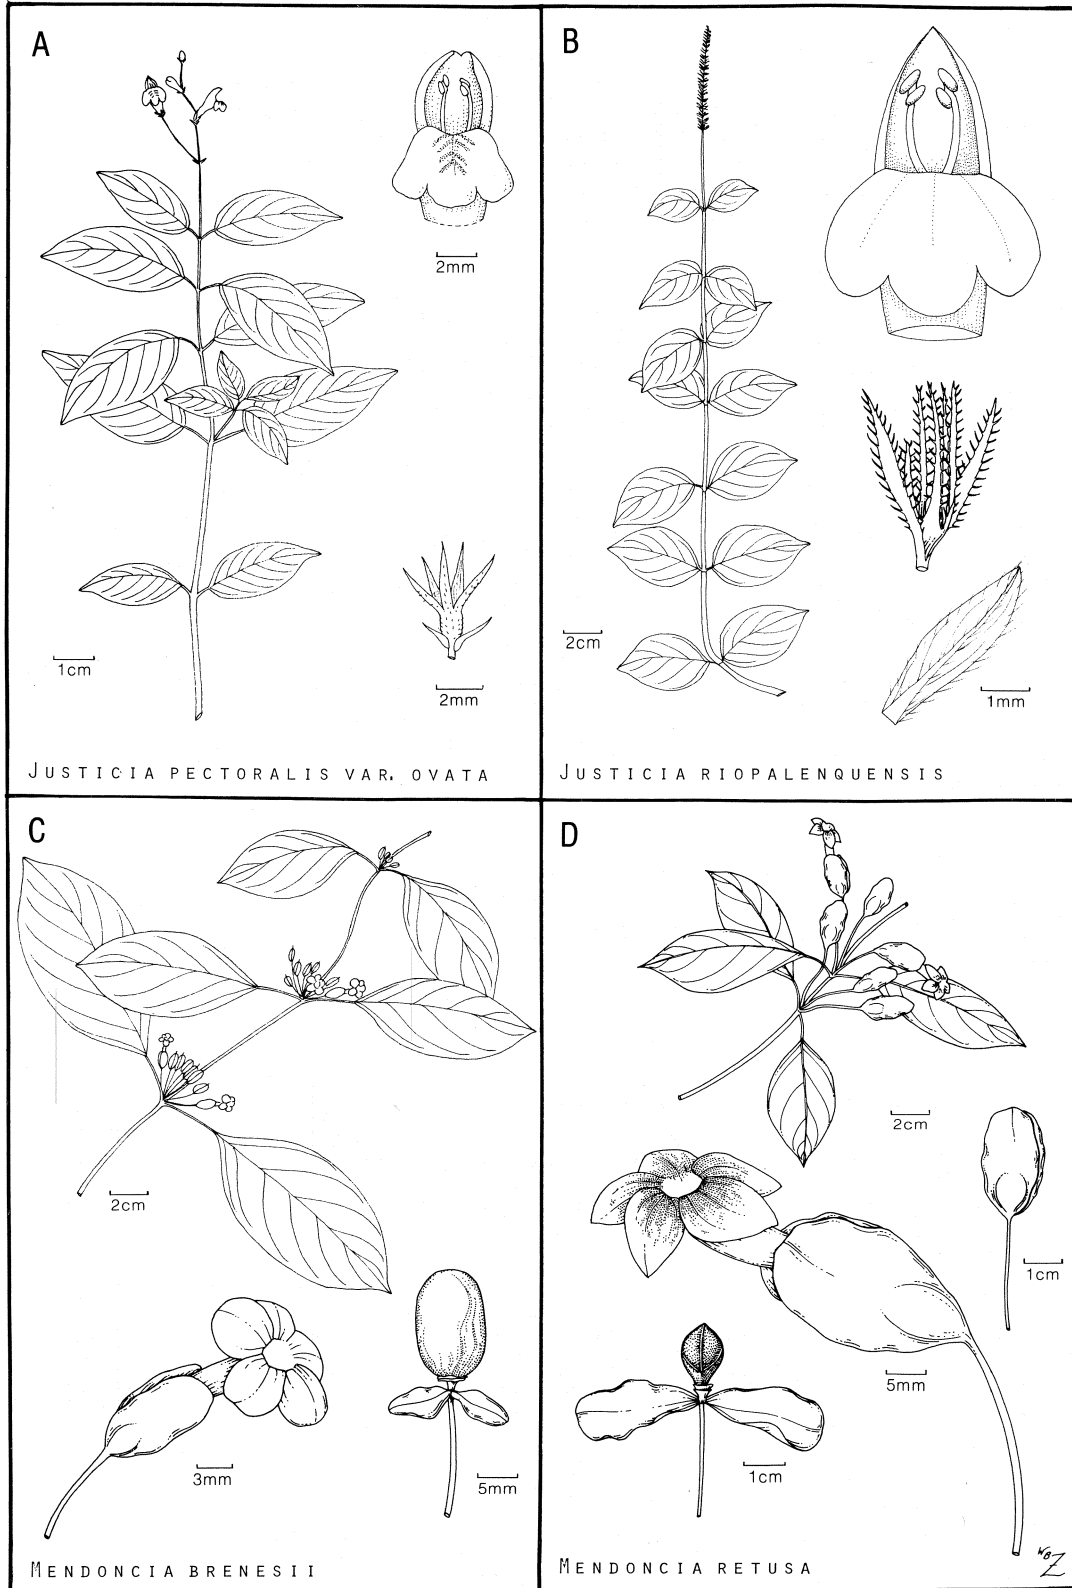 A
2mm
1cm
2mm
JUSTICIA PECTORALIS VAR. OVATA
B
2cm
1mm
JUSTICIA RIOPALENQUENSIS
C
2cm
3mm
5mm
MENDONCIA BRENESII
D
2cm
1cm
5mm
1cm
MENDONCIA RETUSA
WBZ